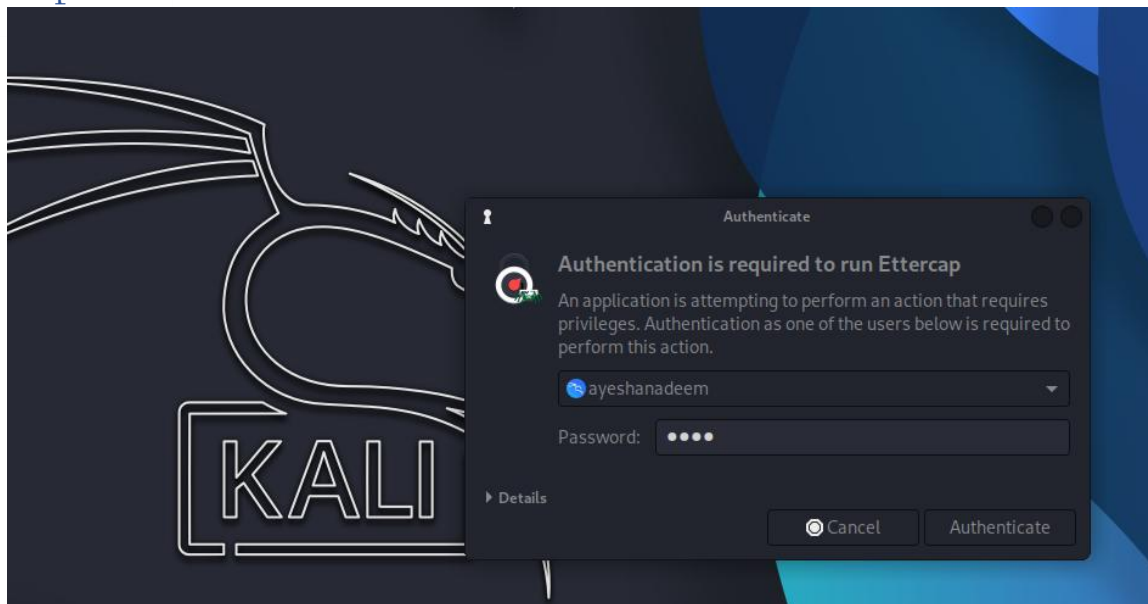 Authenticate
Authentication is required to run Ettercap
An application is attempting to perform an action that requires
privileges. Authentication as one of the users below is required to
perform this action.
ayeshanadeem
Password: ••••
Details
Cancel
Authenticate
KALI